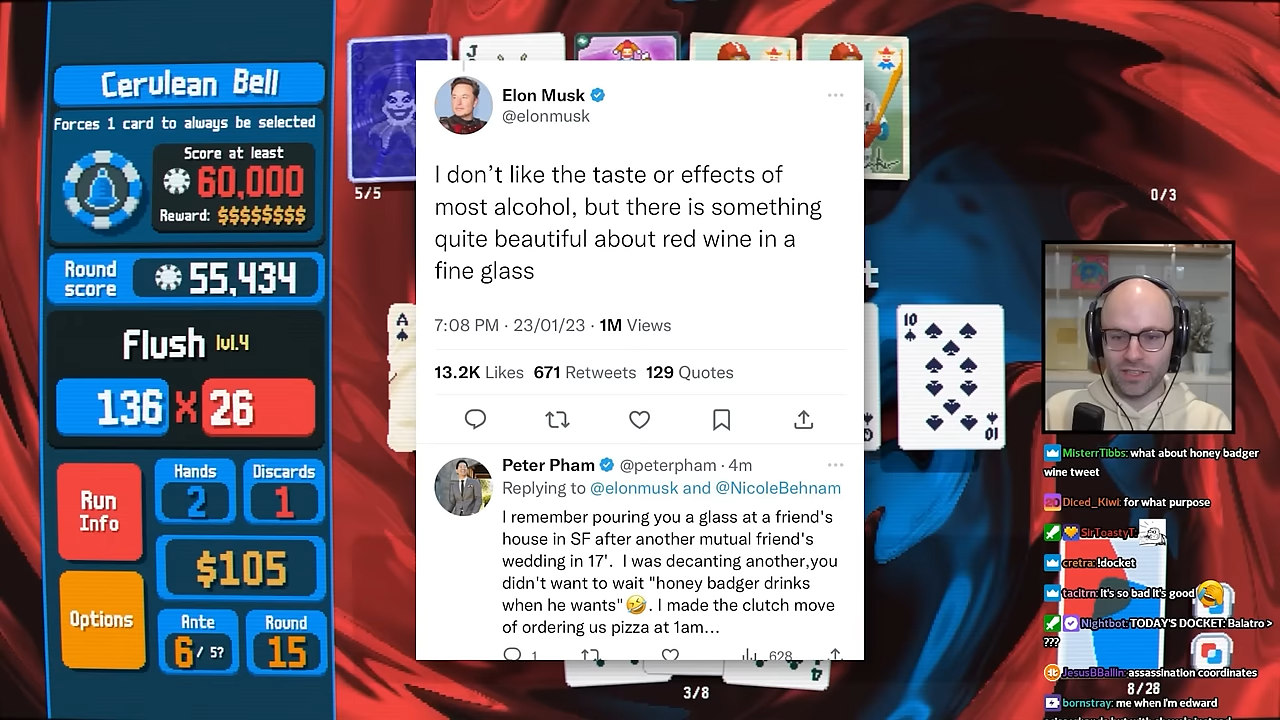 Cerulean Bell
Forces 1 card to always be selected
Score at least
60,000
Reward: $$$$$$$$
Round
score
55,434
Flush lvl.4
136 X 26
Run
Info
Hands
2
Discards
1
$105
Options
Ante
6 / 5?
Round
15
J
5/5
0/3
A
10
10
3/8
8/28
Elon Musk
@elonmusk
I don’t like the taste or effects of
most alcohol, but there is something
quite beautiful about red wine in a
fine glass
7:08 PM · 23/01/23 · 1M Views
13.2K Likes 671 Retweets 129 Quotes
Peter Pham @peterpham · 4m
Replying to @elonmusk and @NicoleBehnam
I remember pouring you a glass at a friend's
house in SF after another mutual friend's
wedding in 17'. I was decanting another,you
didn't want to wait "honey badger drinks
when he wants"🤣. I made the clutch move
of ordering us pizza at 1am...
1
628
MisterrTibbs: what about honey badger
wine tweet
Diced_Kiwi: for what purpose
SirToastyT:
cretra: !docket
tacitrn: It's so bad it's good
Nightbot: TODAY'S DOCKET: Balatro >
???
JesusBBallin: assassination coordinates
bornstray: me when I'm edward